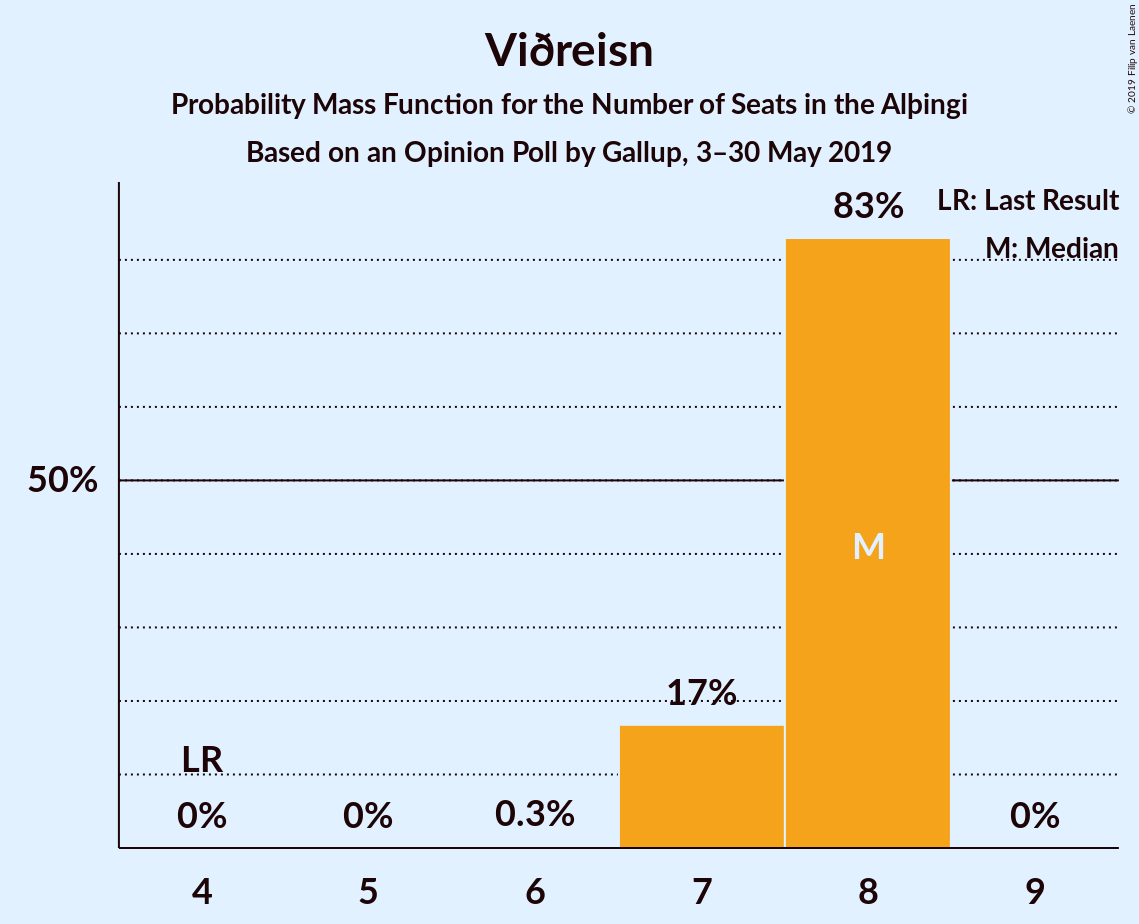 Viðreisn
Probability Mass Function for the Number of Seats in the Alþingi
Based on an Opinion Poll by Gallup, 3–30 May 2019
© 2019 Filip van Laenen
LR: Last Result
M: Median
83%
50%
M
17%
LR
0%
0%
0.3%
0%
4
5
6
7
8
9